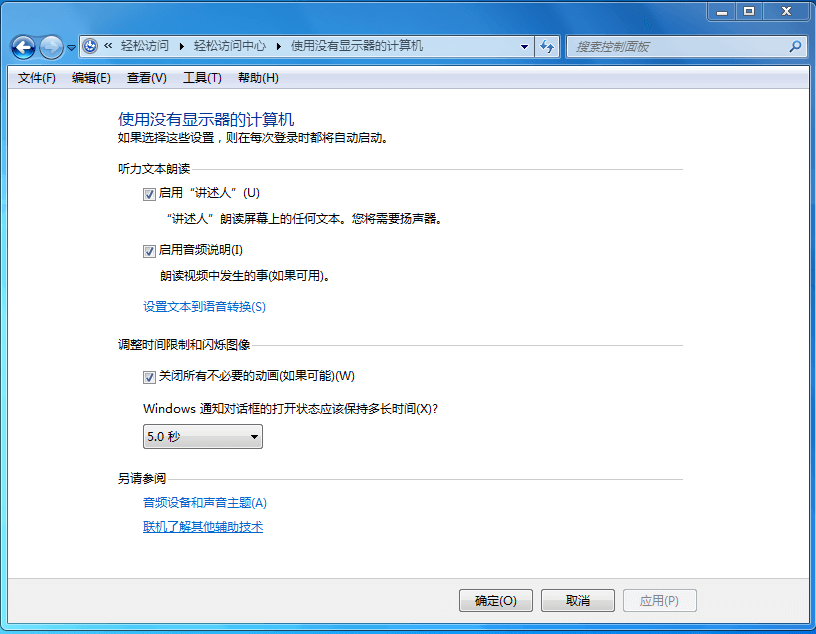 « 轻松访问 ▸ 轻松访问中心 ▸ 使用没有显示器的计算机
搜索控制面板
文件(F) 编辑(E) 查看(V) 工具(T) 帮助(H)
使用没有显示器的计算机
如果选择这些设置，则在每次登录时都将自动启动。
听力文本朗读
启用“讲述人”(U)
“讲述人”朗读屏幕上的任何文本。您将需要扬声器。
启用音频说明(I)
朗读视频中发生的事(如果可用)。
设置文本到语音转换(S)
调整时间限制和闪烁图像
关闭所有不必要的动画(如果可能)(W)
Windows 通知对话框的打开状态应该保持多长时间(X)?
5.0 秒
另请参阅
音频设备和声音主题(A)
联机了解其他辅助技术
确定(O) 取消 应用(P)